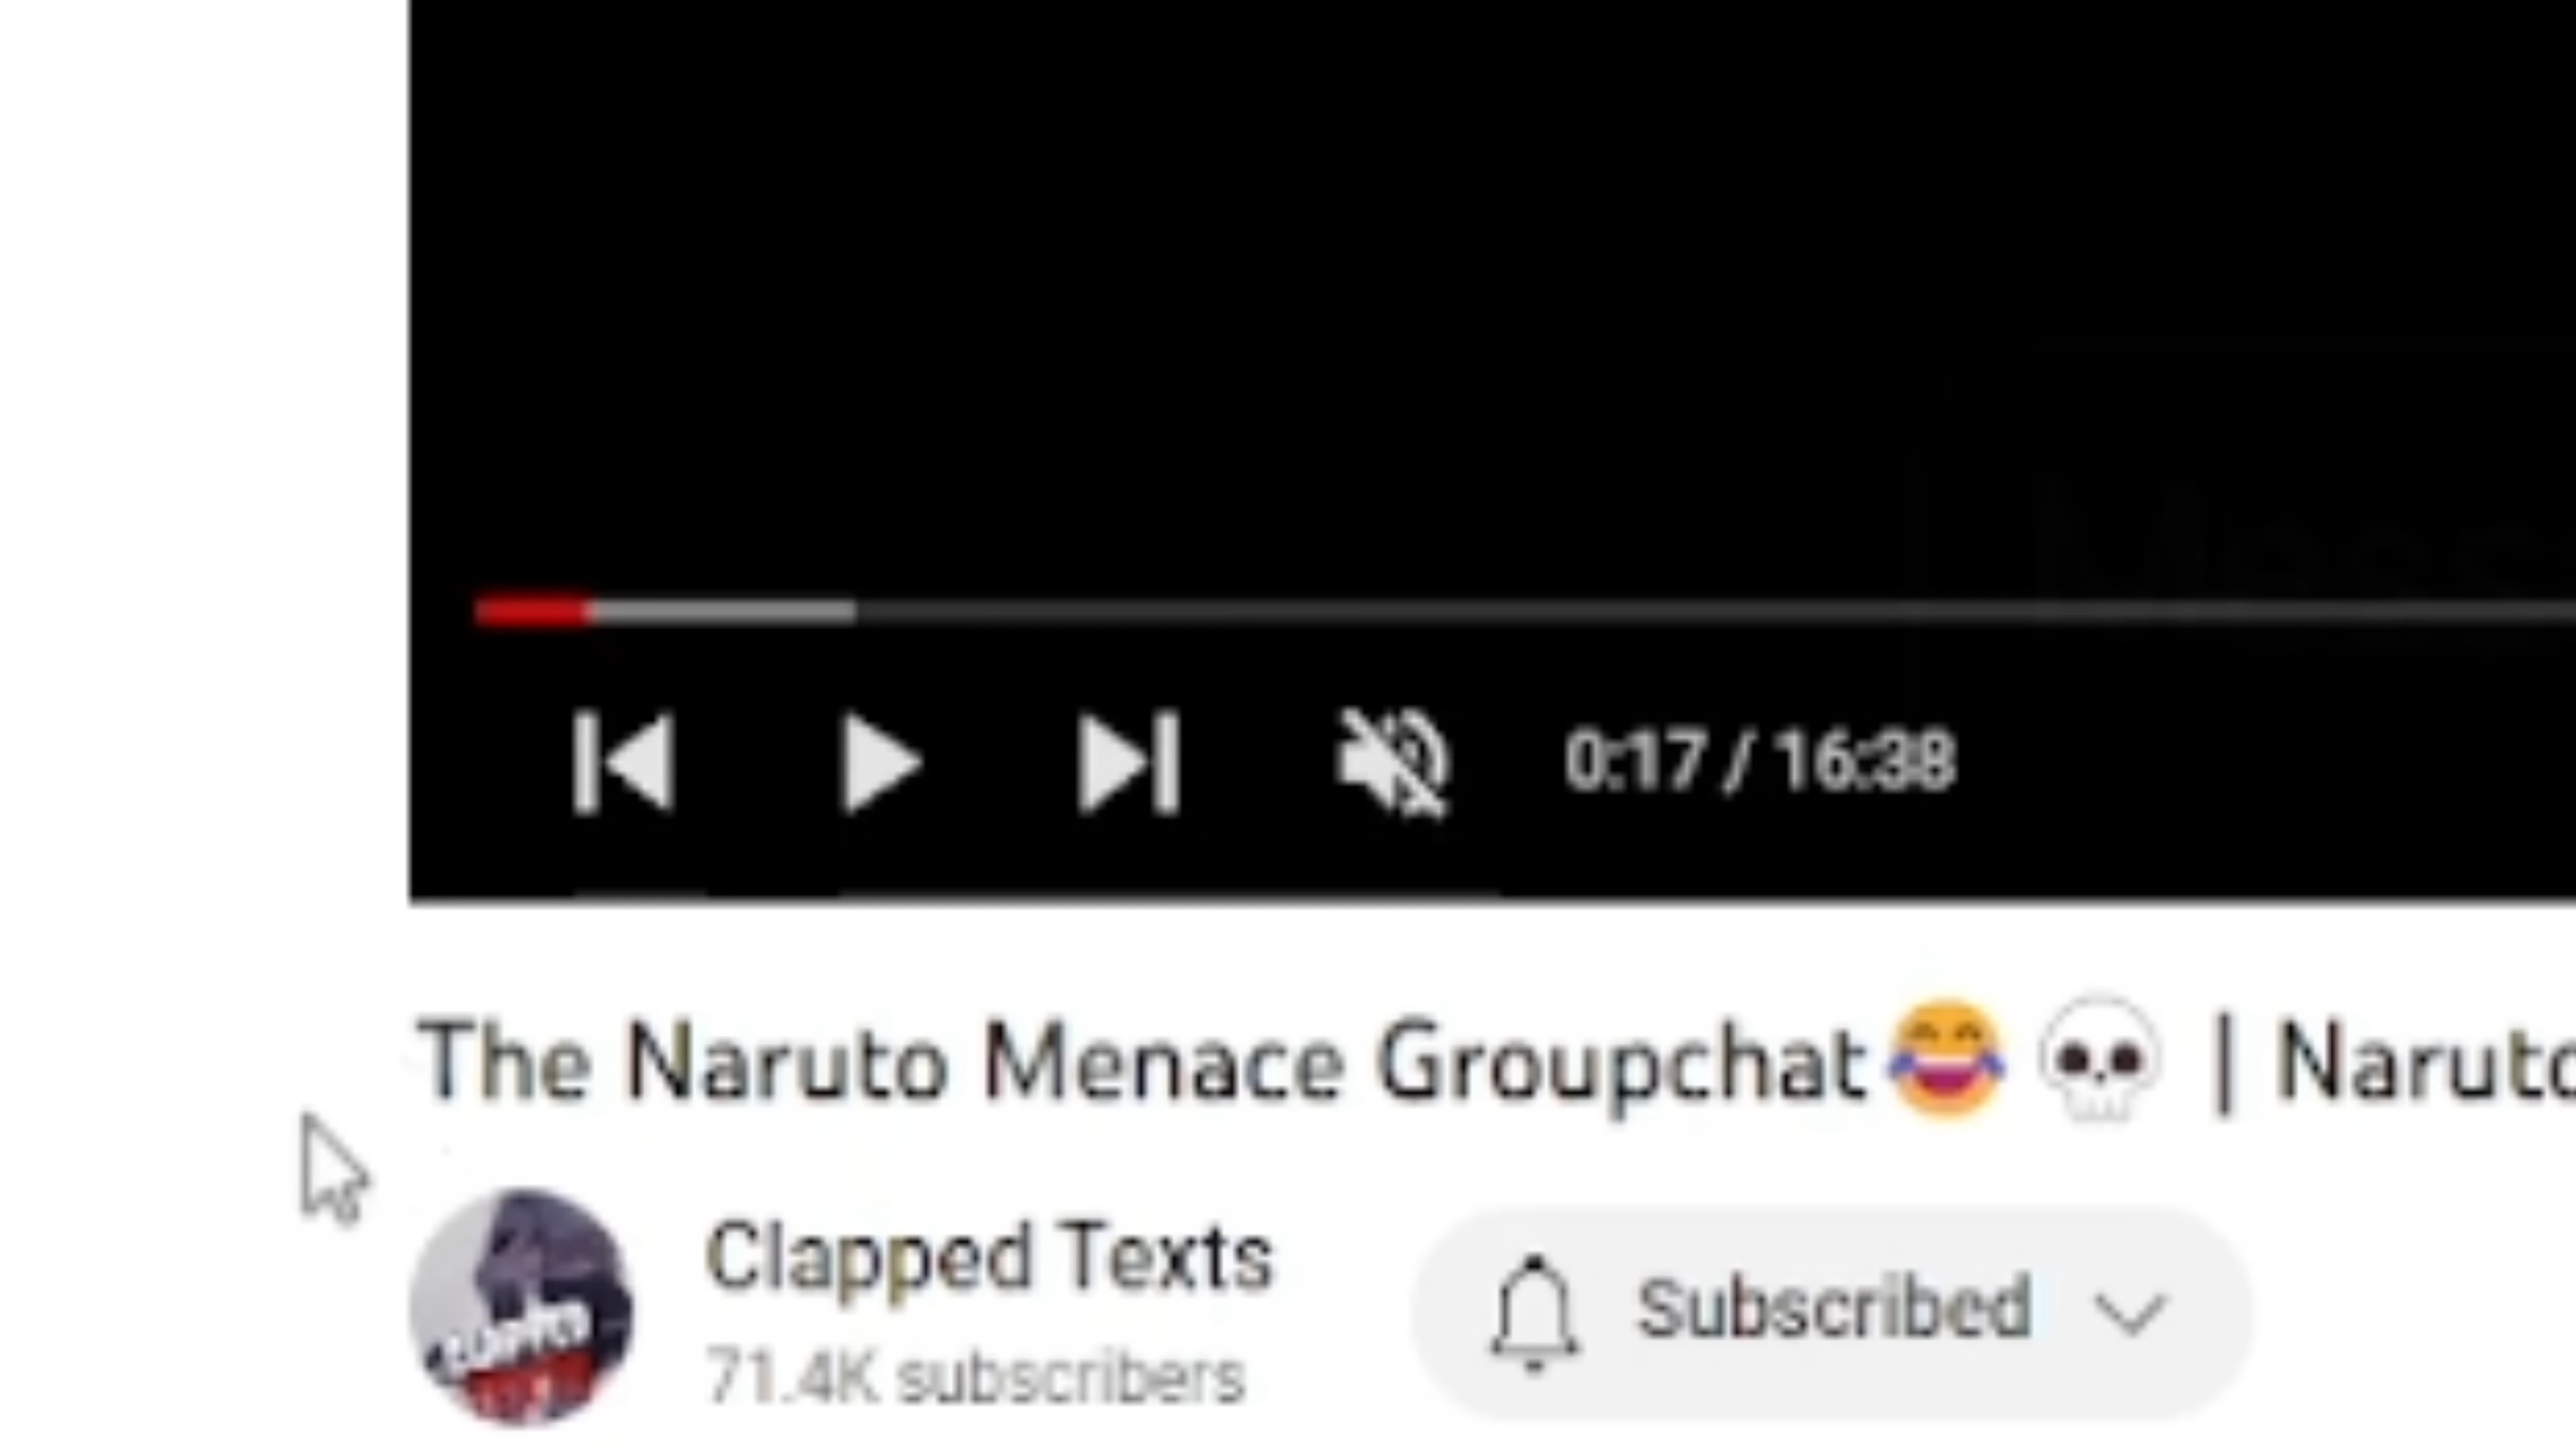 0:17 / 16:38
The Naruto Menace Groupchat😂💀 | Naruto
Clapped Texts
71.4K subscribers
Subscribed